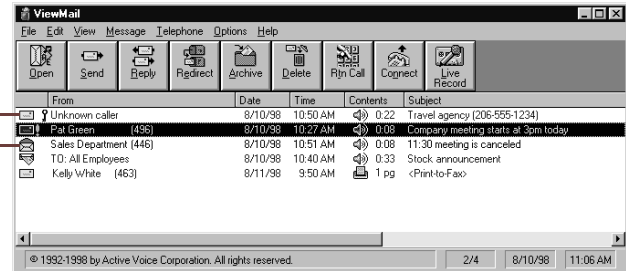 ViewMail
File Edit View Message Telephone Options Help
Open Send Reply Redirect Archive Delete Rtn Call Connect Live Record
From Date Time Contents Subject
Unknown caller 8/10/98 10:50 AM 0:22 Travel agency (206-555-1234)
Pat Green (496) 8/10/98 10:27 AM 0:08 Company meeting starts at 3pm today
Sales Department (446) 8/10/98 10:51 AM 0:08 11:30 meeting is canceled
TO: All Employees 8/10/98 10:40 AM 0:33 Stock announcement
Kelly White (463) 8/11/98 9:50 AM 1 pg <Print-to-Fax>
© 1992-1998 by Active Voice Corporation. All rights reserved. 2/4 8/10/98 11:06 AM